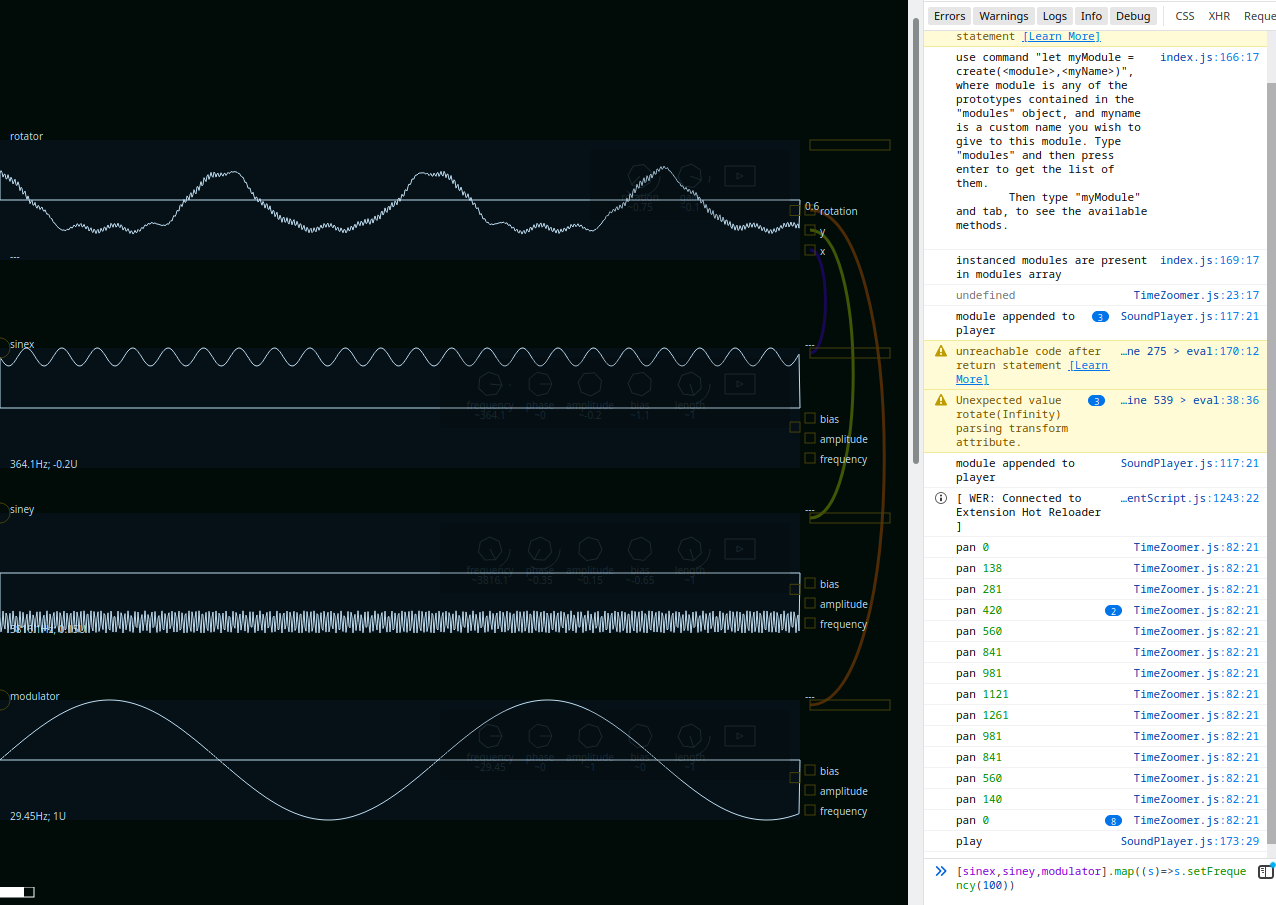 rotator
0.6
rotation
y
x
---
sinex
---
frequency phase amplitude bias length
~364.1 ~0 ~0.2 ~1.1 ~1
bias
amplitude
frequency
364.1Hz; -0.2U
siney
---
frequency phase amplitude bias length
~3816.1 ~0.35 ~0.15 ~-0.65 ~1
bias
amplitude
frequency
modulator
---
frequency phase amplitude bias length
~29.45 ~0 ~1 ~0 ~1
bias
amplitude
frequency
29.45Hz; 1U
Errors Warnings Logs Info Debug CSS XHR Reque
statement [Learn More]
use command "let myModule = index.js:166:17
create(<module>,<myName>)",
where module is any of the
prototypes contained in the
"modules" object, and myname
is a custom name you wish to
give to this module. Type
"modules" and then press
enter to get the list of
them.
Then type "myModule"
and tab, to see the available
methods.
instanced modules are present index.js:169:17
in modules array
undefined TimeZoomer.js:23:17
module appended to 3 SoundPlayer.js:117:21
player
unreachable code after …ne 275 > eval:170:12
return statement [Learn
More]
Unexpected value 3 …ine 539 > eval:38:36
rotate(Infinity)
parsing transform
attribute.
module appended to SoundPlayer.js:117:21
player
[ WER: Connected to …entScript.js:1243:22
Extension Hot Reloader
]
pan 0 TimeZoomer.js:82:21
pan 138 TimeZoomer.js:82:21
pan 281 TimeZoomer.js:82:21
pan 420 2 TimeZoomer.js:82:21
pan 560 TimeZoomer.js:82:21
pan 841 TimeZoomer.js:82:21
pan 981 TimeZoomer.js:82:21
pan 1121 TimeZoomer.js:82:21
pan 1261 TimeZoomer.js:82:21
pan 981 TimeZoomer.js:82:21
pan 841 TimeZoomer.js:82:21
pan 560 TimeZoomer.js:82:21
pan 140 TimeZoomer.js:82:21
pan 0 8 TimeZoomer.js:82:21
play SoundPlayer.js:173:29
[sinex,siney,modulator].map((s)=>s.setFreque
ncy(100))